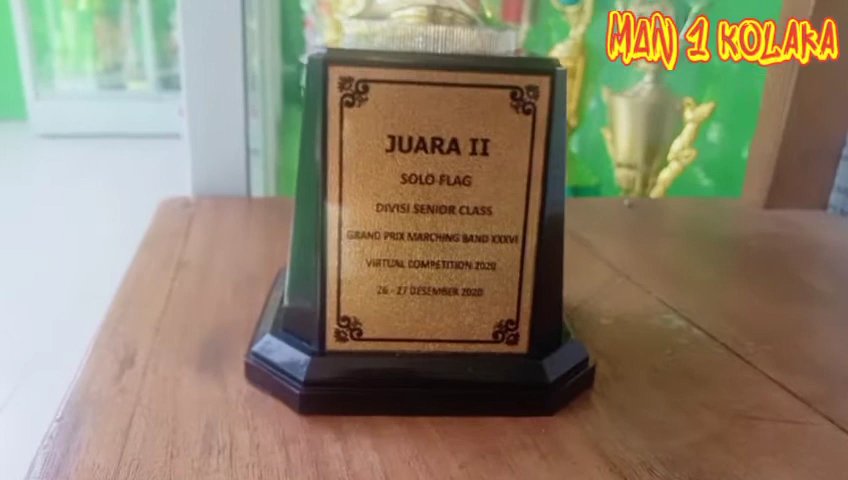 MAN 1 KOLAKA
JUARA II
SOLO FLAG
DIVISI SENIOR CLASS
GRAND PRIX MARCHING BAND XXXVI
VIRTUAL COMPETITION 2020
26 - 27 DESEMBER 2020